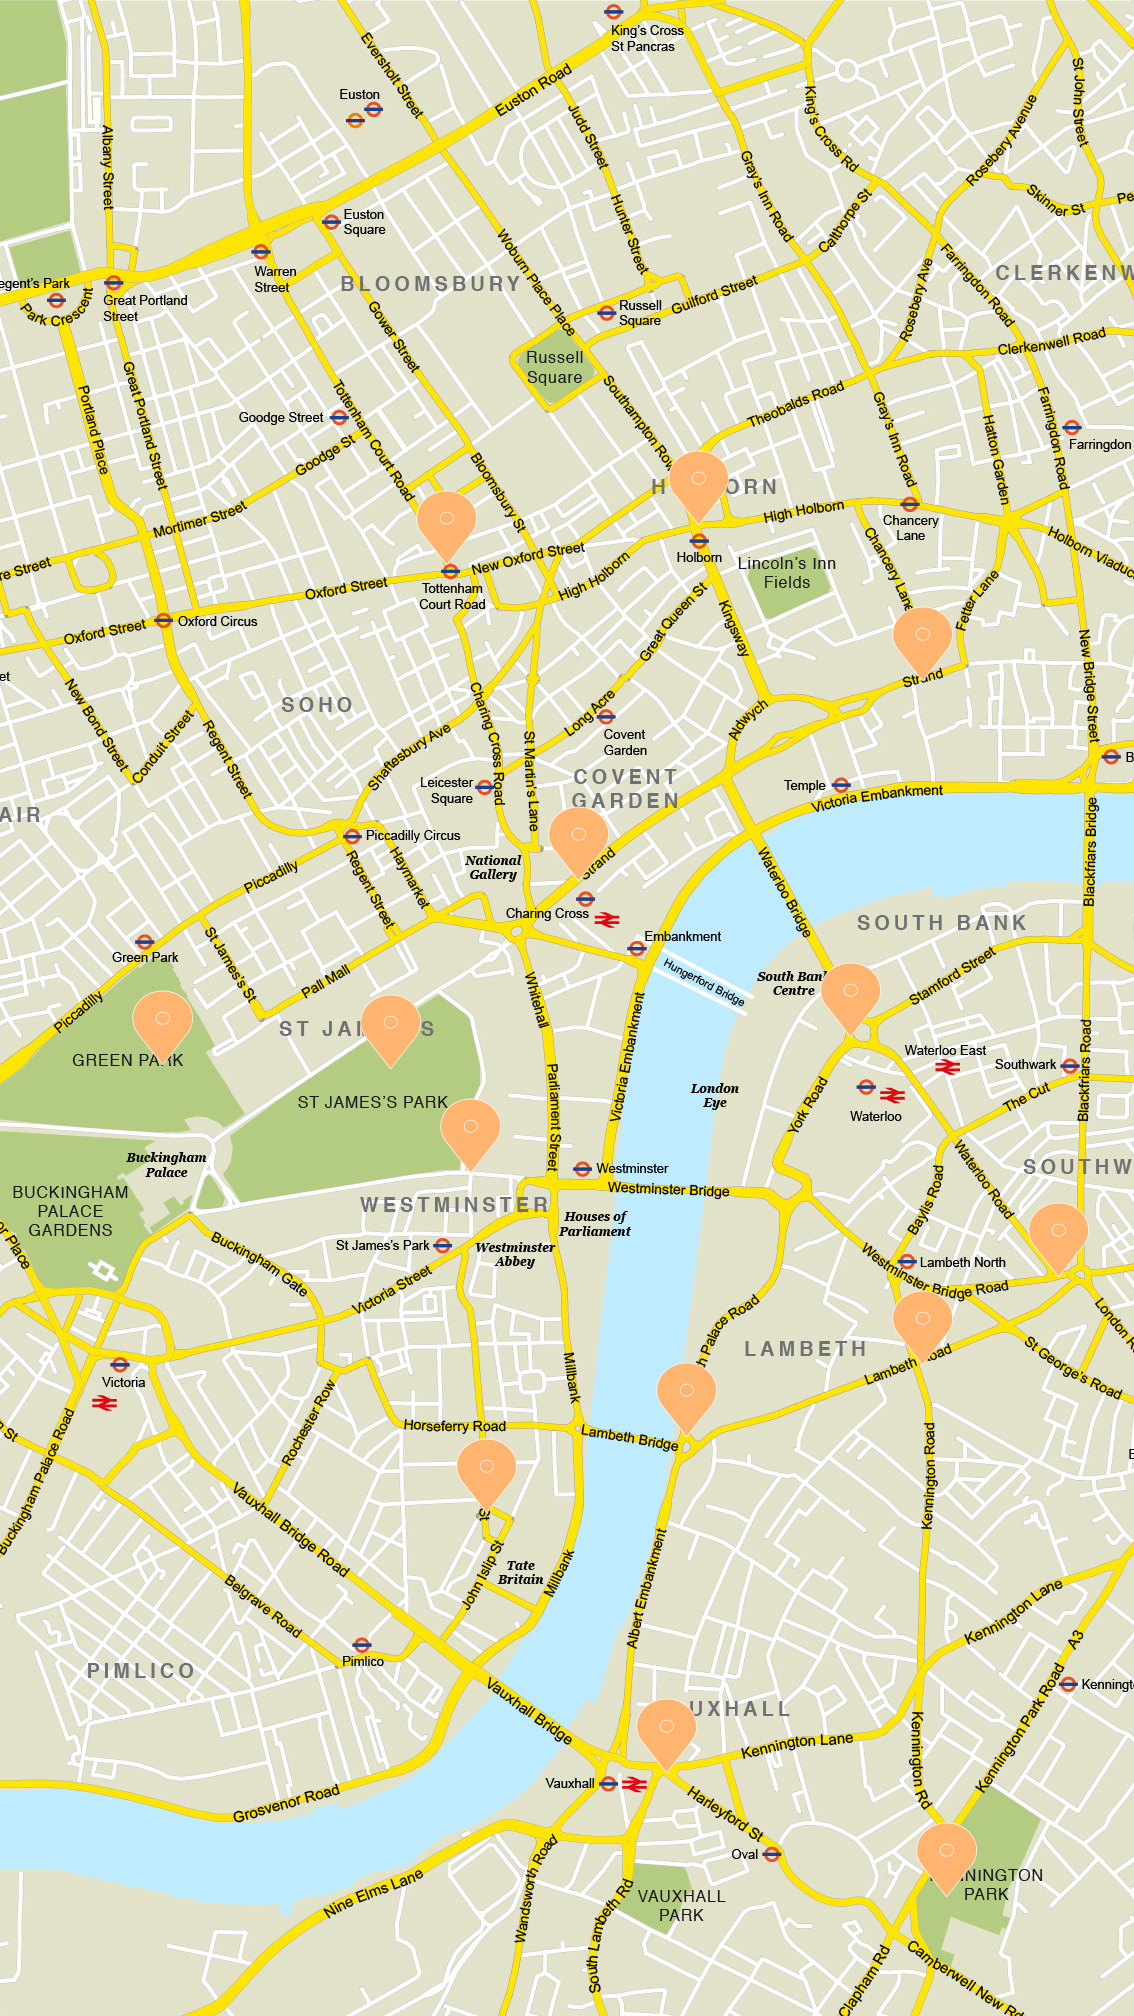 King's Cross
St Pancras
Eversholt Street
Euston Road
Euston
Albany Street
Judd Street
King's Cross Rd
St John Street
Rosebery Avenue
Gray's Inn Road
Calthorpe St
Skinner St
Hunter Street
Euston
Square
Warren
Street
Woburn Place Place
Farringdon Road
BLOOMSBURY
egent's Park
Park Crescent
Great Portland
Street
Russell
Square
Guilford Street
Rosebery Ave
CLERKENW
Clerkenwell Road
Gower Street
Russell
Square
Portland Place
Great Portland Street
Goodge Street
Tottenham Court Road
Goodge St
Southampton Row
Theobalds Road
Gray's Inn Road
Hatton Garden
Farringdon Road
Farringdon
Bloomsbury St
Mortimer Street
High Holborn
Chancery
Lane
Holborn
Lincoln's Inn
Fields
Chancery Lane
Holborn Viaduc
re Street
New Oxford Street
Oxford Street
Tottenham
Court Road
High Holborn
Great Queen St
Kingsway
Fetter Lane
Oxford Street
Oxford Circus
et
New Bond Street
Conduit Street
Regent Street
SOHO
Charing Cross Road
St Martin's Lane
Long Acre
Covent
Garden
Aldwych
Strand
New Bridge Street
B
Shaftesbury Ave
Leicester
Square
COVENT
GARDEN
Temple
Victoria Embankment
AIR
Piccadilly Circus
Piccadilly
Regent Street
Haymarket
National
Gallery
Strand
Charing Cross
Waterloo Bridge
Blackfriars Bridge
Green Park
St James's St
Pall Mall
Embankment
Hungerford Bridge
SOUTH BANK
Stamford Street
South Bank
Centre
Piccadilly
Whitehall
Victoria Embankment
GREEN PARK
Waterloo East
Southwark
Blackfriars Road
ST JAMES'S PARK
Parliament Street
London
Eye
York Road
Waterloo
The Cut
Buckingham
Palace
Westminster
Westminster Bridge
Waterloo Road
Baylis Road
SOUTHW
BUCKINGHAM
PALACE
GARDENS
or Place
WESTMINSTER
Houses of
Parliament
Buckingham Gate
St James's Park
Westminster
Abbey
Victoria Street
Lambeth North
Westminster Bridge Road
Palace Road
LAMBETH
London R
St George's Road
Lambeth Road
Victoria
Millbank
Rochester Row
Horseferry Road
Lambeth Bridge
Kennington Road
n St
Buckingham Palace Road
Vauxhall Bridge Road
St
Tate
Britain
John Islip St
Millbank
Albert Embankment
Belgrave Road
Kennington Lane
A3
Pimlico
PIMLICO
Vauxhall Bridge
UXHALL
Kennington Lane
Kennington Rd
Kennington Park Road
Kenningt
Vauxhall
Harleyford St
Grosvenor Road
Oval
Wandsworth Road
Nine Elms Lane
South Lambeth Rd
VAUXHALL
PARK
NNINGTON
PARK
Clapham Rd
Camberwell New Rd